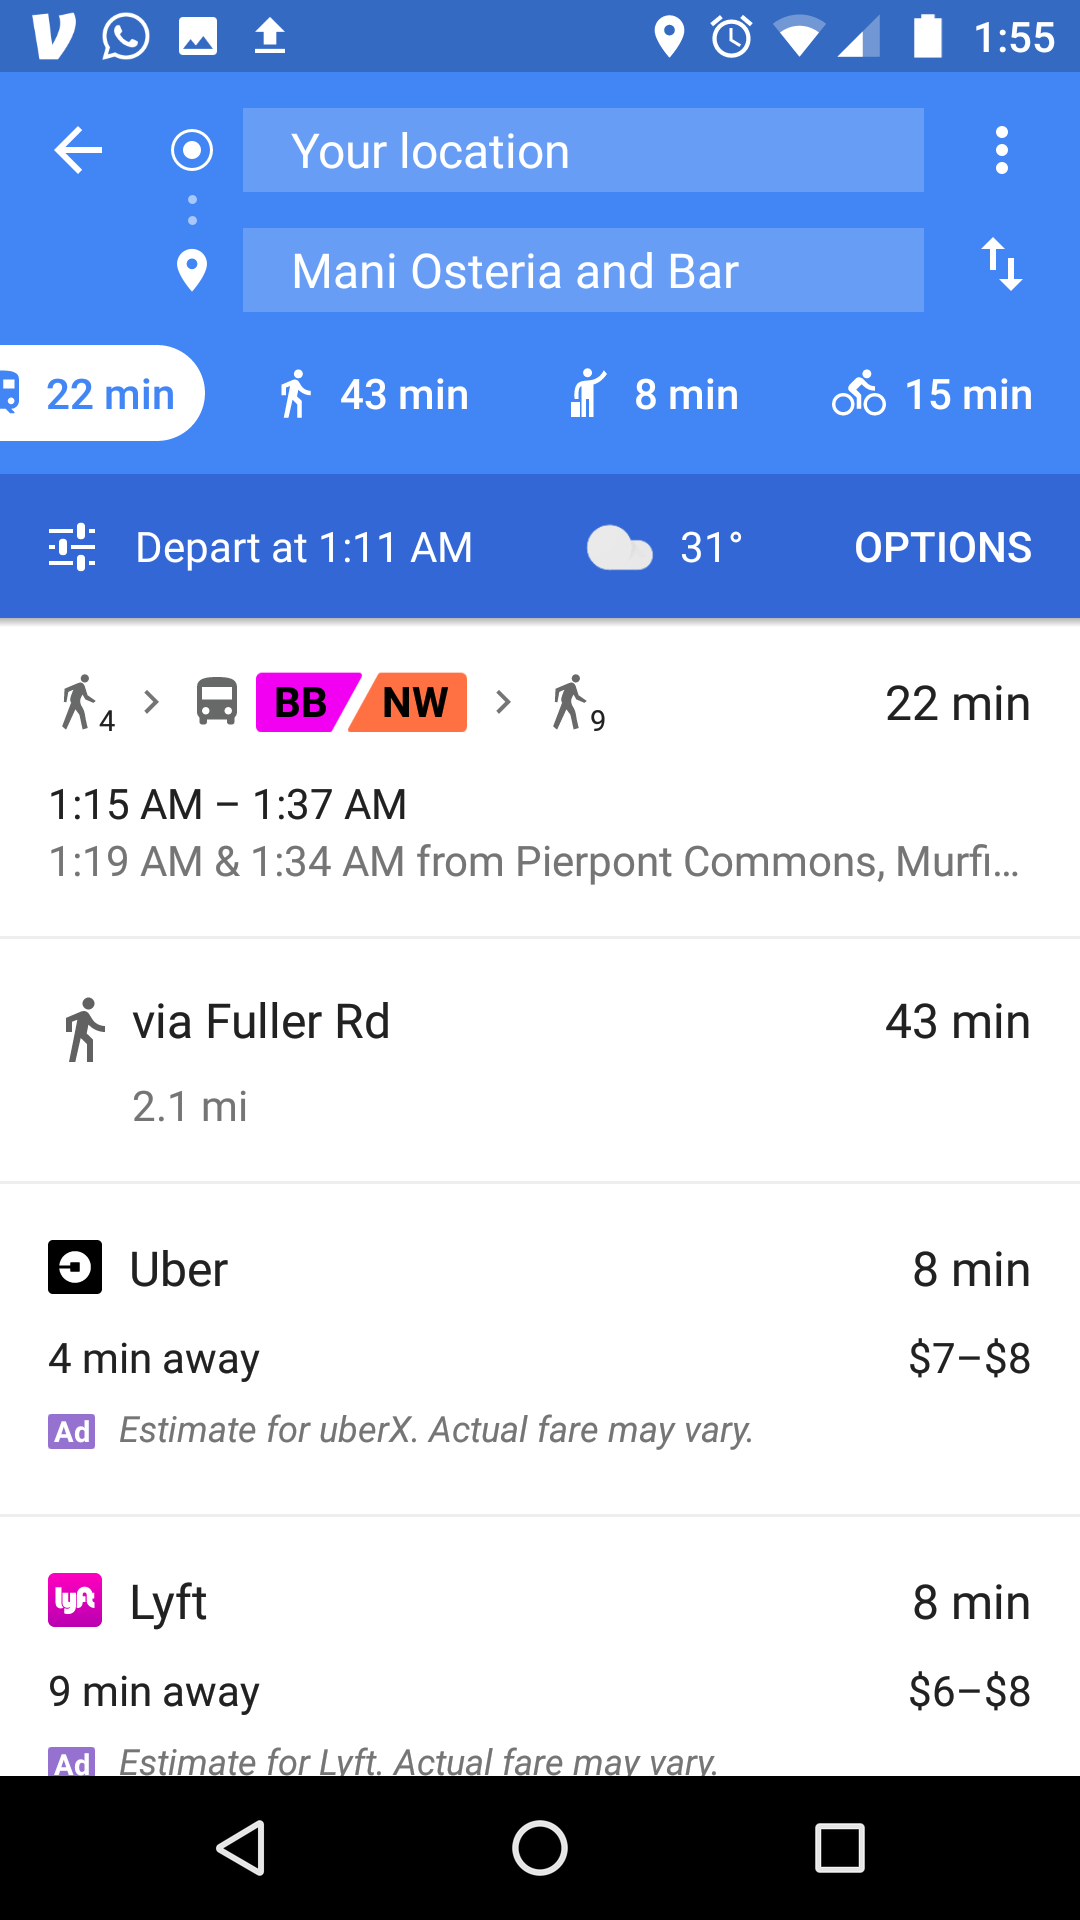 1:55
Your location
Mani Osteria and Bar
22 min 43 min 8 min 15 min
Depart at 1:11 AM 31° OPTIONS
4 BB NW 9 22 min
1:15 AM – 1:37 AM
1:19 AM & 1:34 AM from Pierpont Commons, Murfi...
via Fuller Rd 43 min
2.1 mi
Uber 8 min
4 min away $7–$8
Ad Estimate for uberX. Actual fare may vary.
lyft Lyft 8 min
9 min away $6–$8
Ad Estimate for Lyft. Actual fare may vary.